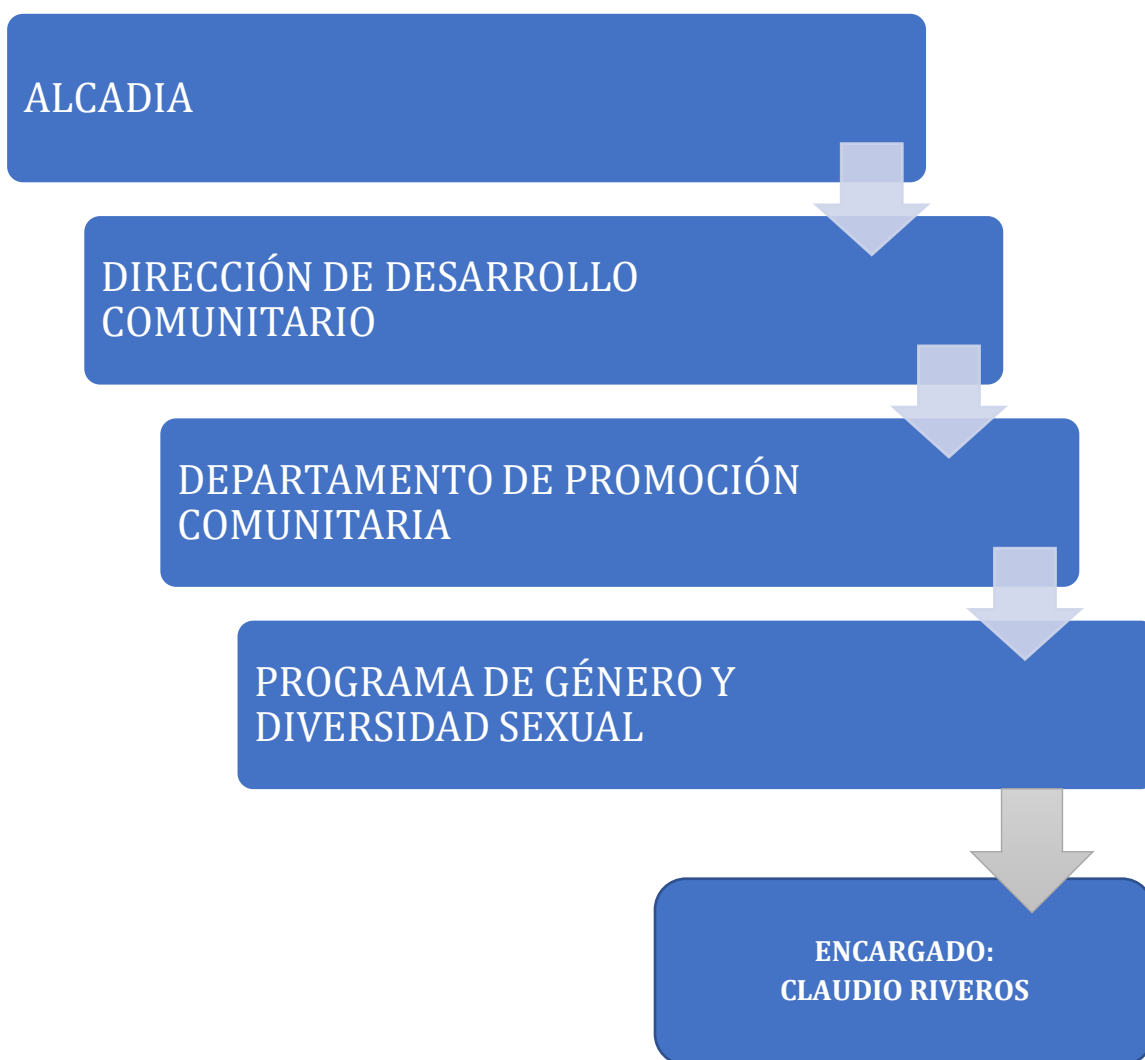 ALCADIA
DIRECCIÓN DE DESARROLLO
COMUNITARIO
DEPARTAMENTO DE PROMOCIÓN
COMUNITARIA
PROGRAMA DE GÉNERO Y
DIVERSIDAD SEXUAL
ENCARGADO:
CLAUDIO RIVEROS